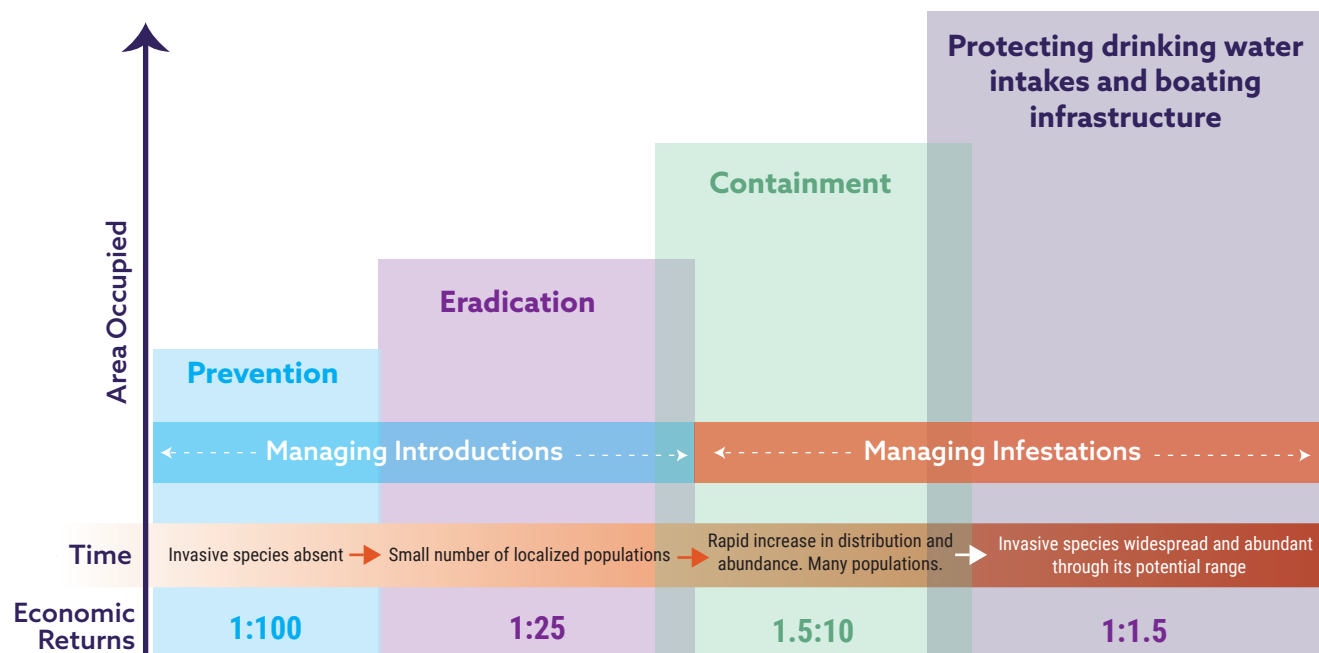 Protecting drinking water
intakes and boating
infrastructure
Containment
Eradication
Prevention
Area Occupied
Managing Introductions
Managing Infestations
Time
Invasive species absent
Small number of localized populations
Rapid increase in distribution and
abundance. Many populations.
Invasive species widespread and abundant
through its potential range
Economic
Returns
1:100
1:25
1.5:10
1:1.5